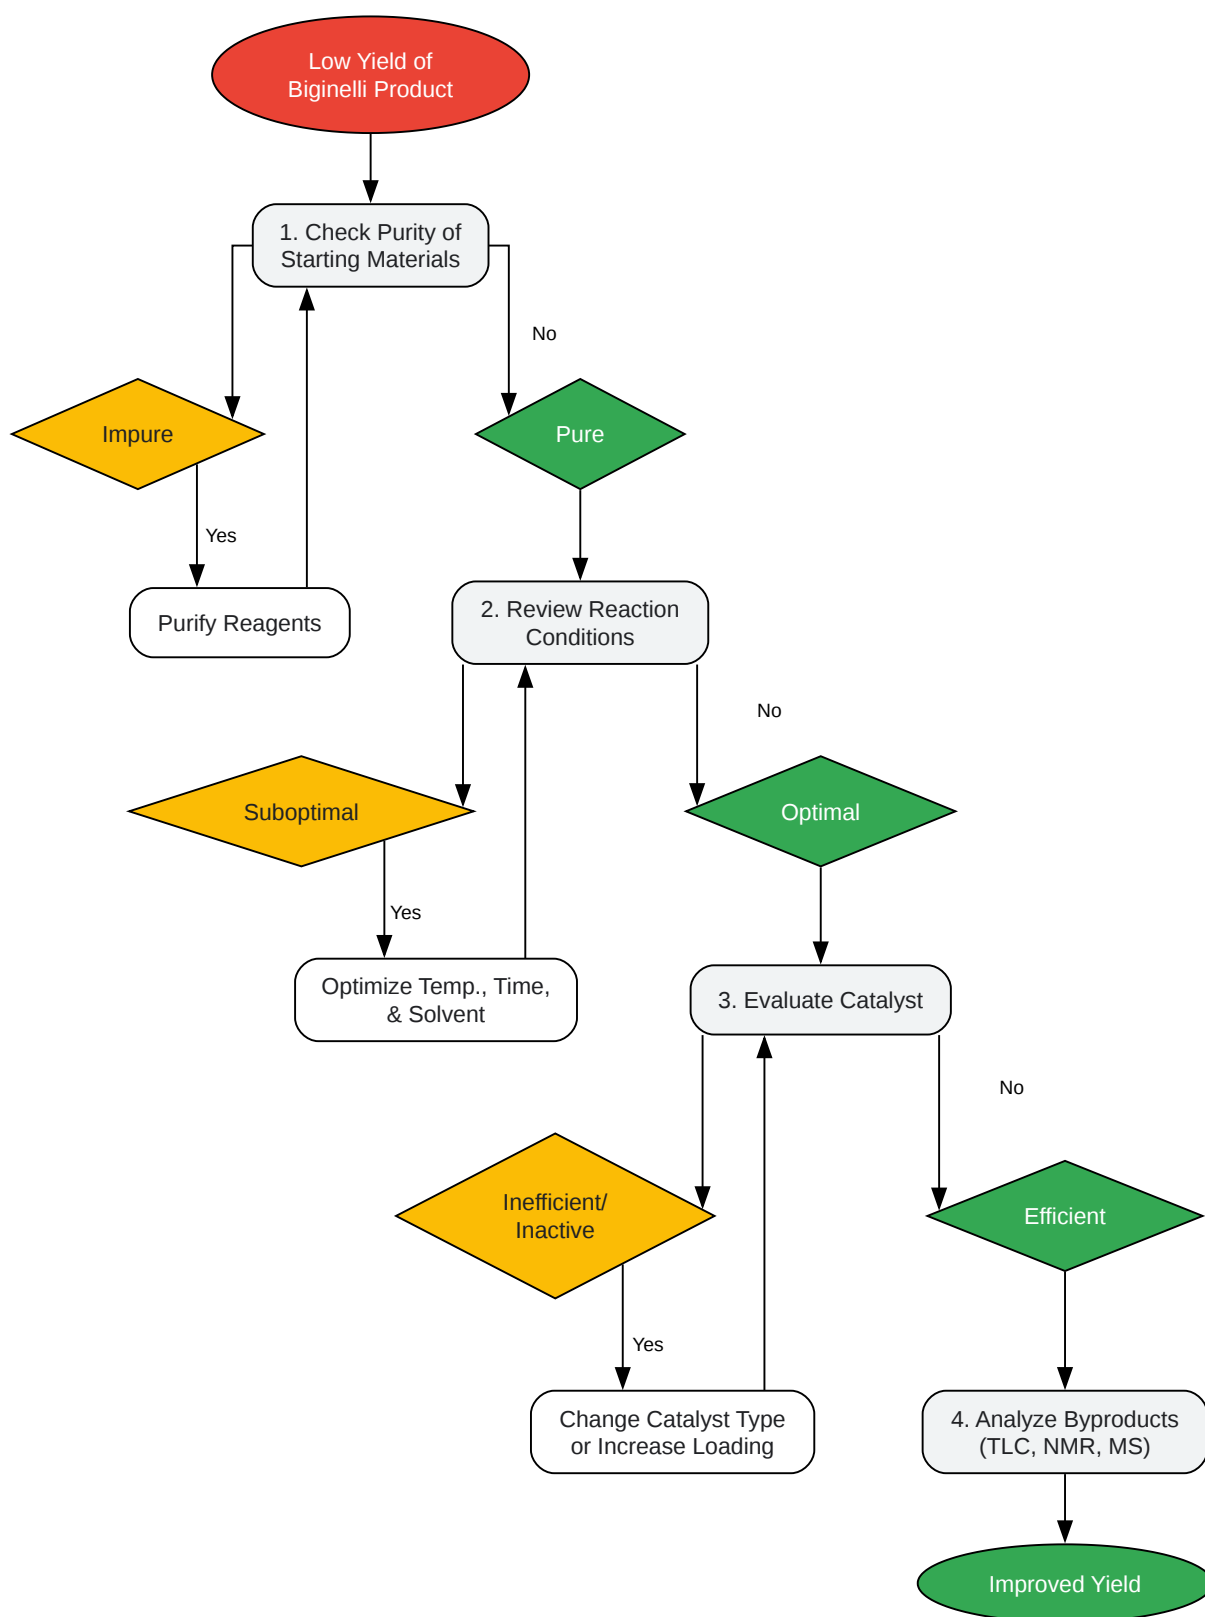 Low Yield of
Biginelli Product
1. Check Purity of
Starting Materials
No
Impure
Pure
Yes
Purify Reagents
2. Review Reaction
Conditions
No
Suboptimal
Optimal
Yes
Optimize Temp., Time,
& Solvent
3. Evaluate Catalyst
No
Inefficient/
Inactive
Efficient
Yes
Change Catalyst Type
or Increase Loading
4. Analyze Byproducts
(TLC, NMR, MS)
Improved Yield